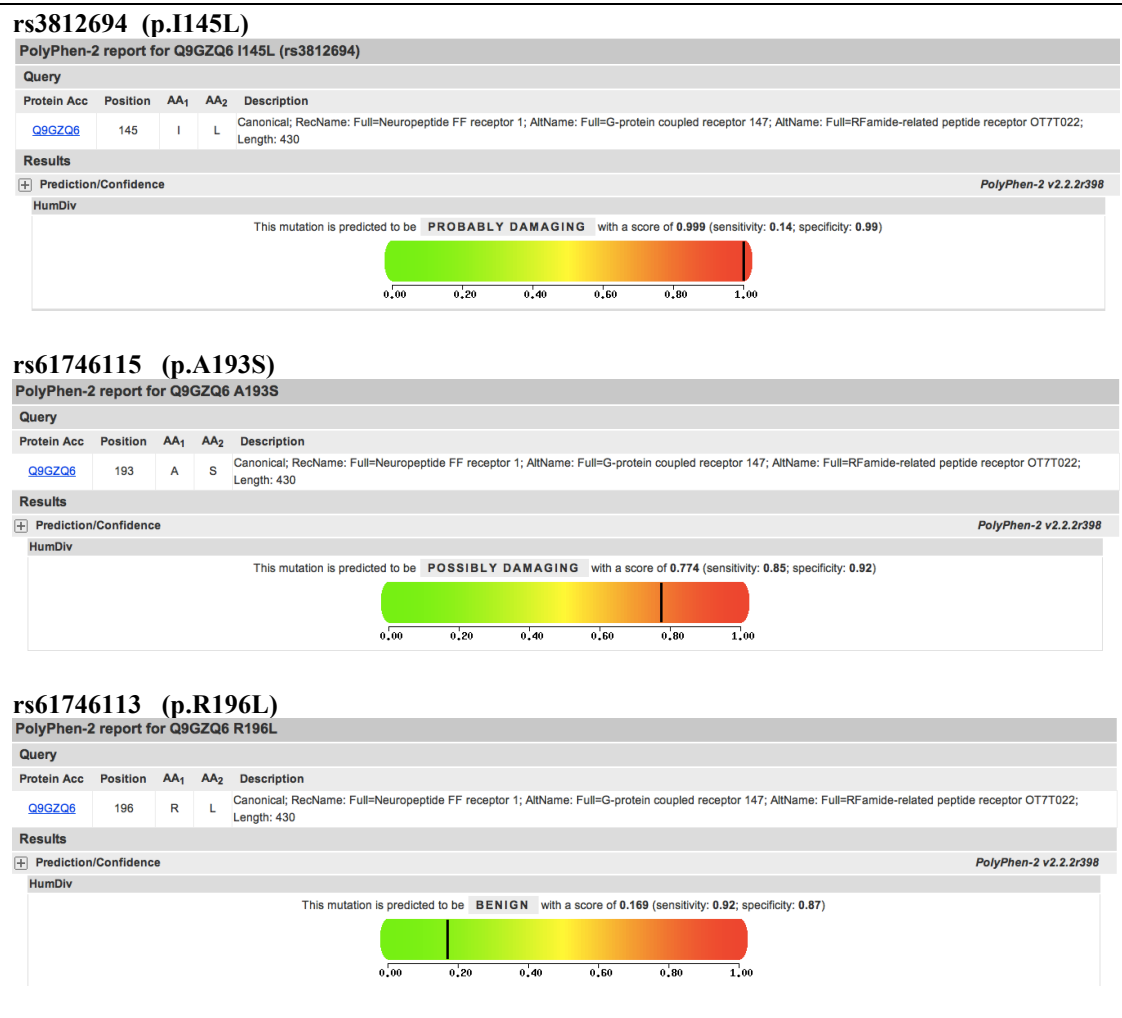 rs3812694 (p.I145L)
PolyPhen-2 report for Q9GZQ6 I145L (rs3812694)
Query
Protein Acc Position AA1 AA2 Description
Q9GZQ6 145 I L Canonical; RecName: Full=Neuropeptide FF receptor 1; AltName: Full=G-protein coupled receptor 147; AltName: Full=RFamide-related peptide receptor OT7T022;
Length: 430
Results
+ Prediction/Confidence PolyPhen-2 v2.2.2r398
HumDiv
This mutation is predicted to be PROBABLY DAMAGING with a score of 0.999 (sensitivity: 0.14; specificity: 0.99)
0.00 0.20 0.40 0.60 0.80 1.00
rs61746115 (p.A193S)
PolyPhen-2 report for Q9GZQ6 A193S
Query
Protein Acc Position AA1 AA2 Description
Q9GZQ6 193 A S Canonical; RecName: Full=Neuropeptide FF receptor 1; AltName: Full=G-protein coupled receptor 147; AltName: Full=RFamide-related peptide receptor OT7T022;
Length: 430
Results
+ Prediction/Confidence PolyPhen-2 v2.2.2r398
HumDiv
This mutation is predicted to be POSSIBLY DAMAGING with a score of 0.774 (sensitivity: 0.85; specificity: 0.92)
0.00 0.20 0.40 0.60 0.80 1.00
rs61746113 (p.R196L)
PolyPhen-2 report for Q9GZQ6 R196L
Query
Protein Acc Position AA1 AA2 Description
Q9GZQ6 196 R L Canonical; RecName: Full=Neuropeptide FF receptor 1; AltName: Full=G-protein coupled receptor 147; AltName: Full=RFamide-related peptide receptor OT7T022;
Length: 430
Results
+ Prediction/Confidence PolyPhen-2 v2.2.2r398
HumDiv
This mutation is predicted to be BENIGN with a score of 0.169 (sensitivity: 0.92; specificity: 0.87)
0.00 0.20 0.40 0.60 0.80 1.00